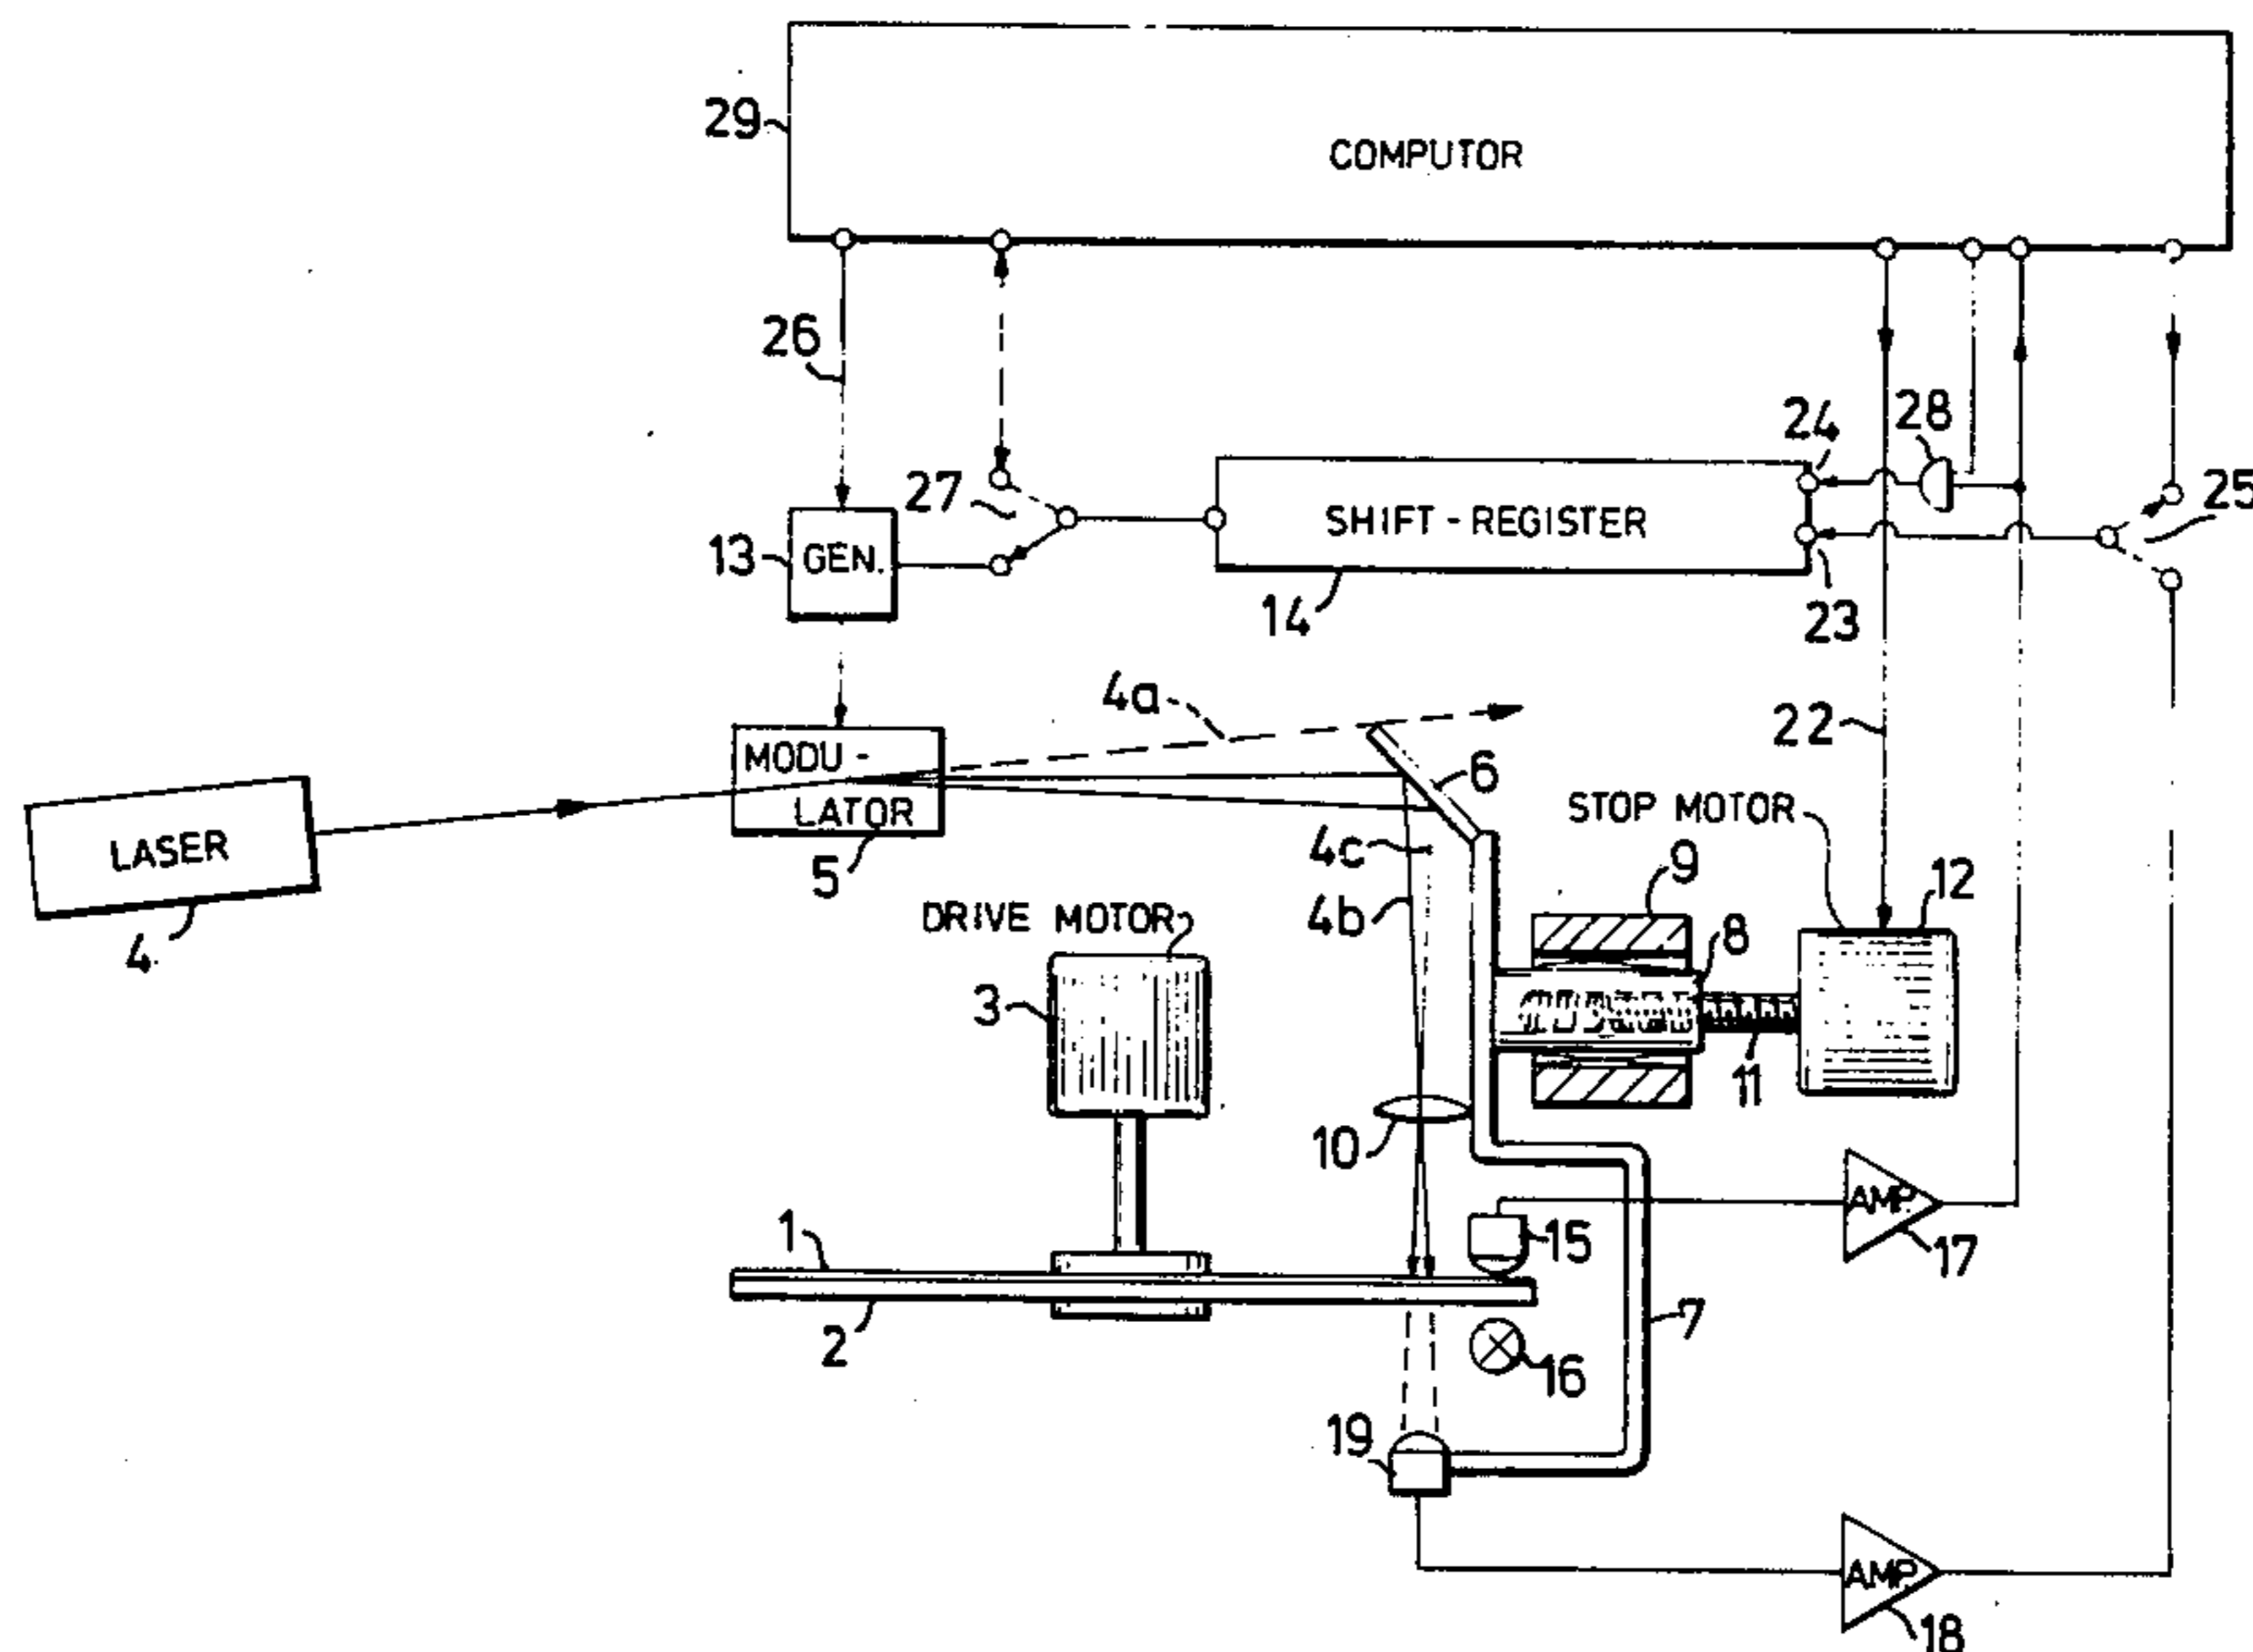 29
COMPUTOR
26
24
28
27
25
13
GEN.
SHIFT - REGISTER
14
23
4a
22
MODU -
LATOR
6
STOP MOTOR
LASER
5
4c
9
12
4
DRIVE MOTOR
4b
8
3
11
10
AMP.
1
15
17
2
7
16
19
AMP.
18